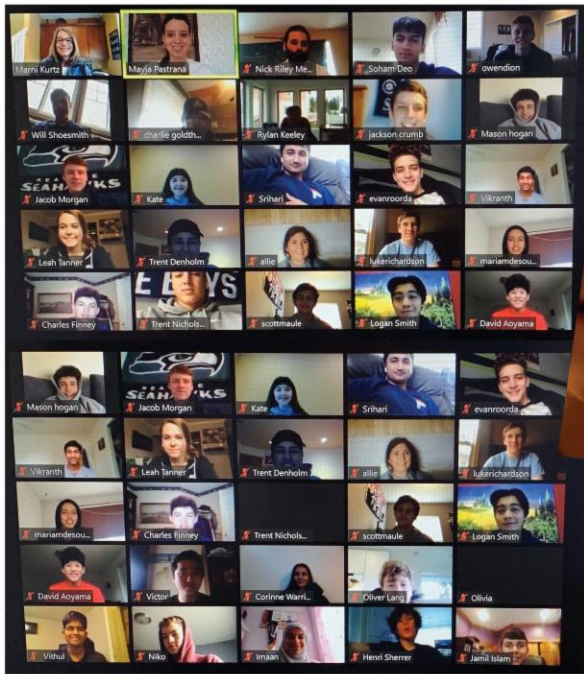 Marni Kurtz
Mayja Pastrana
Nick Riley Me...
Soham Deo
owendion
Will Shoesmith
charlie goldth...
Rylan Keeley
jackson crumb
Mason hogan
SEAHAWKS
Jacob Morgan
Kate
Srihari
evanroorda
Vikranth
Leah Tanner
Trent Denholm
allie
lukerichardson
mariamdesou...
Charles Finney
E B YS
Trent Nichols...
scottmaule
Logan Smith
David Aoyama
Mason hogan
SEAHAWKS
Jacob Morgan
Kate
Srihari
evanroorda
Vikranth
Leah Tanner
Trent Denholm
allie
lukerichardson
mariamdesou...
Charles Finney
Trent Nichols...
scottmaule
Logan Smith
David Aoyama
Victor
Corinne Warri...
Oliver Lang
Olivia
Vithul
Niko
Imaan
Henri Sherrer
Jamil Islam